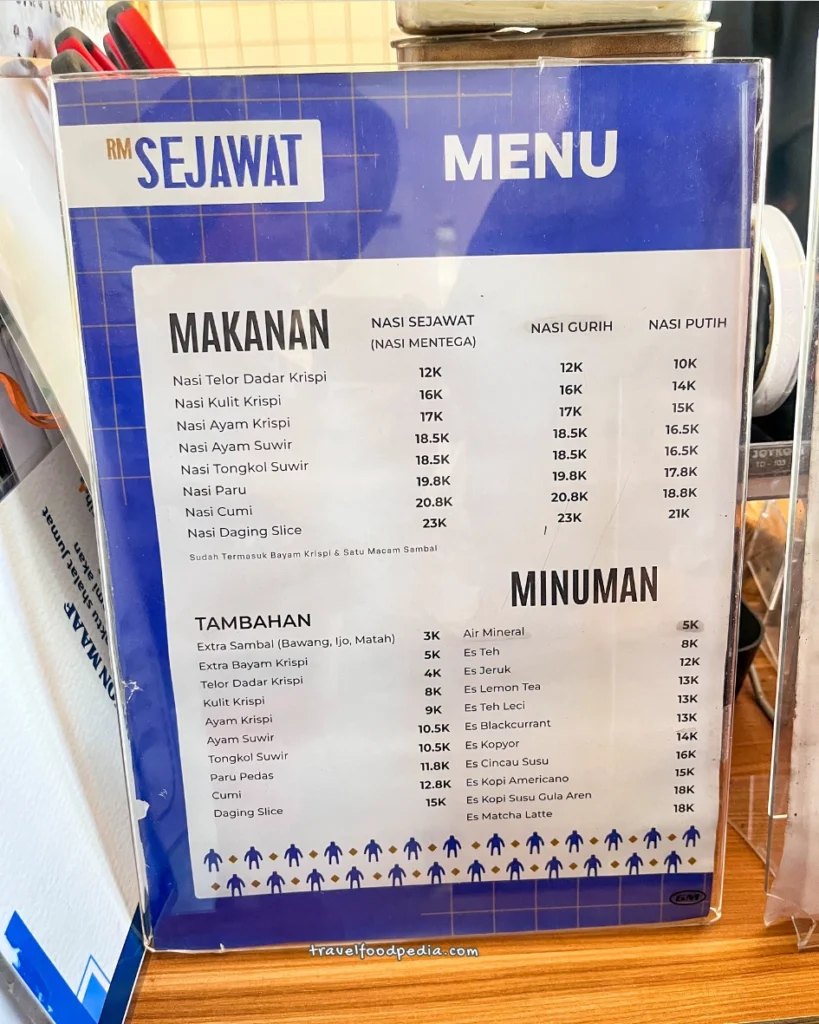 RM SEJAWAT
MENU
MAKANAN
NASI SEJAWAT
(NASI MENTEGA)
NASI GURIH
NASI PUTIH
Nasi Telor Dadar Krispi 12K 12K 10K
Nasi Kulit Krispi 16K 16K 14K
Nasi Ayam Krispi 17K 17K 15K
Nasi Ayam Suwir 18.5K 18.5K 16.5K
Nasi Tongkol Suwir 18.5K 18.5K 16.5K
Nasi Paru 19.8K 19.8K 17.8K
Nasi Cumi 20.8K 20.8K 18.8K
Nasi Daging Slice 23K 23K 21K
Sudah Termasuk Bayam Krispi & Satu Macam Sambal
TAMBAHAN
Extra Sambal (Bawang, Ijo, Matah) 3K
Extra Bayam Krispi 5K
Telor Dadar Krispi 4K
Kulit Krispi 8K
Ayam Krispi 9K
Ayam Suwir 10.5K
Tongkol Suwir 10.5K
Paru Pedas 11.8K
Cumi 12.8K
Daging Slice 15K
MINUMAN
Air Mineral 5K
Es Teh 8K
Es Jeruk 12K
Es Lemon Tea 13K
Es Teh Leci 13K
Es Blackcurrant 13K
Es Kopyor 14K
Es Cincau Susu 16K
Es Kopi Americano 15K
Es Kopi Susu Gula Aren 18K
Es Matcha Latte 18K
GM
travelfoodpedia.com
ON MAAF
shalat Jumat
akan
JOYKO